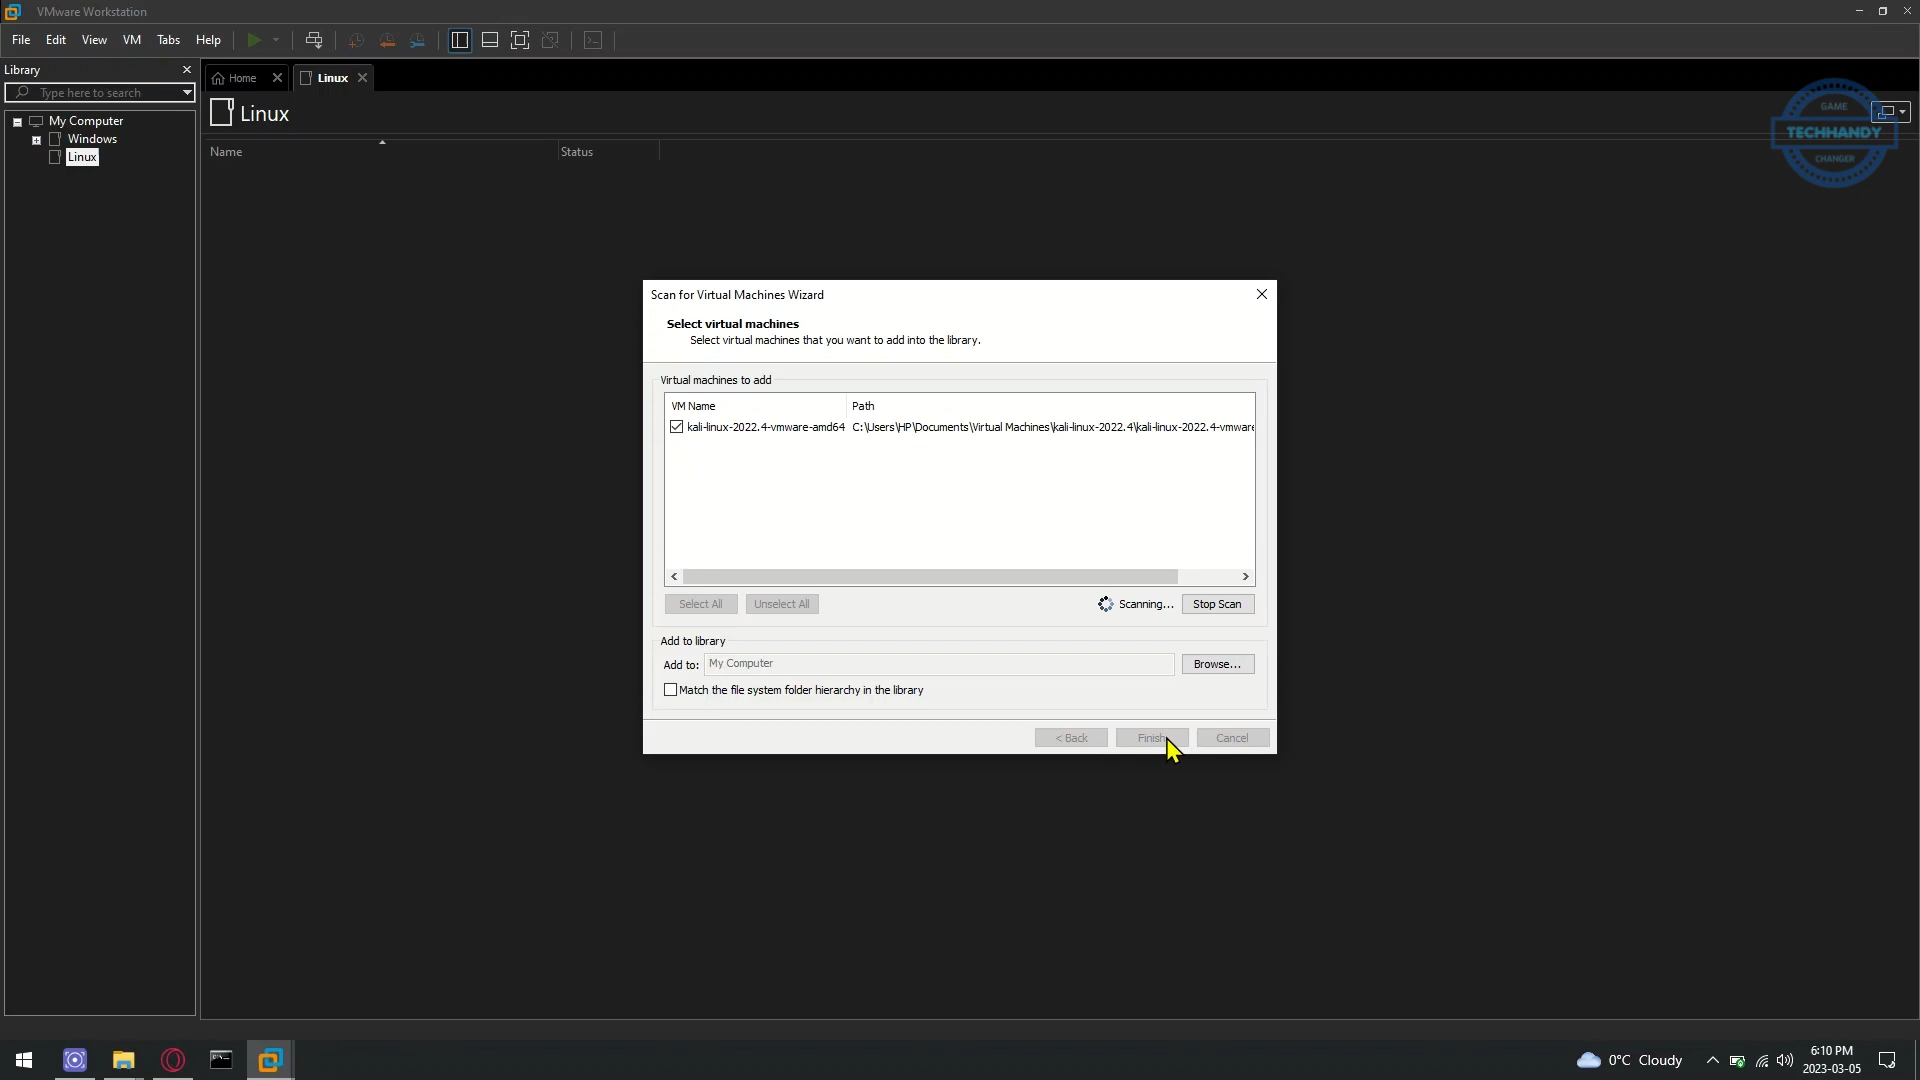 VMware Workstation
File Edit View VM Tabs Help
Library
Type here to search
My Computer
Windows
Linux
Home
Linux
Linux
Name
Status
GAME
TECHHANDY
CHANGER
Scan for Virtual Machines Wizard
Select virtual machines
Select virtual machines that you want to add into the library.
Virtual machines to add
VM Name Path
kali-linux-2022.4-vmware-amd64 C:\Users\HP\Documents\Virtual Machines\kali-linux-2022.4\kali-linux-2022.4-vmware
Select All Unselect All Scanning... Stop Scan
Add to library
Add to: My Computer Browse...
Match the file system folder hierarchy in the library
< Back Finish Cancel
0°C Cloudy
6:10 PM
2023-03-05